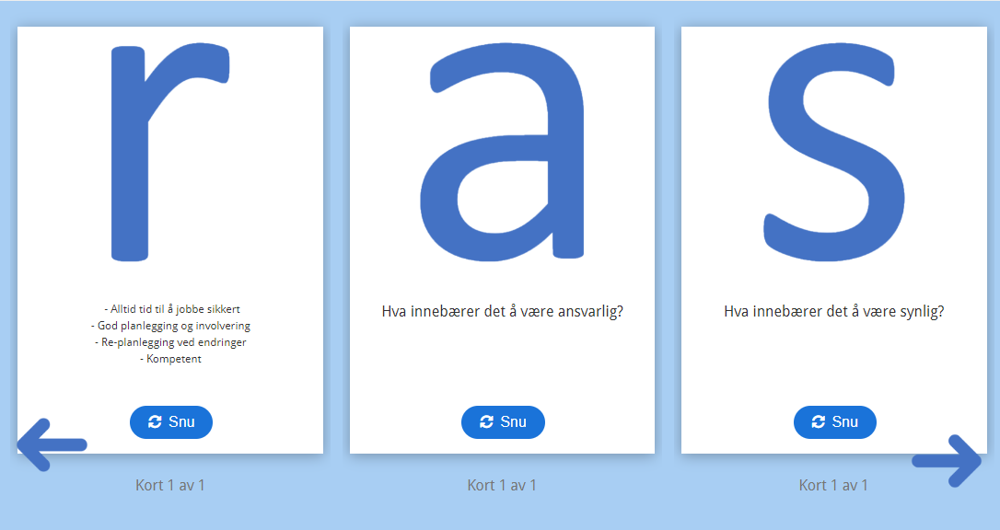 r
- Alltid tid til å jobbe sikkert
- God planlegging og involvering
- Re-planlegging ved endringer
- Kompetent
Snu
Kort 1 av 1
a
Hva innebærer det å være ansvarlig?
Snu
Kort 1 av 1
s
Hva innebærer det å være synlig?
Snu
Kort 1 av 1